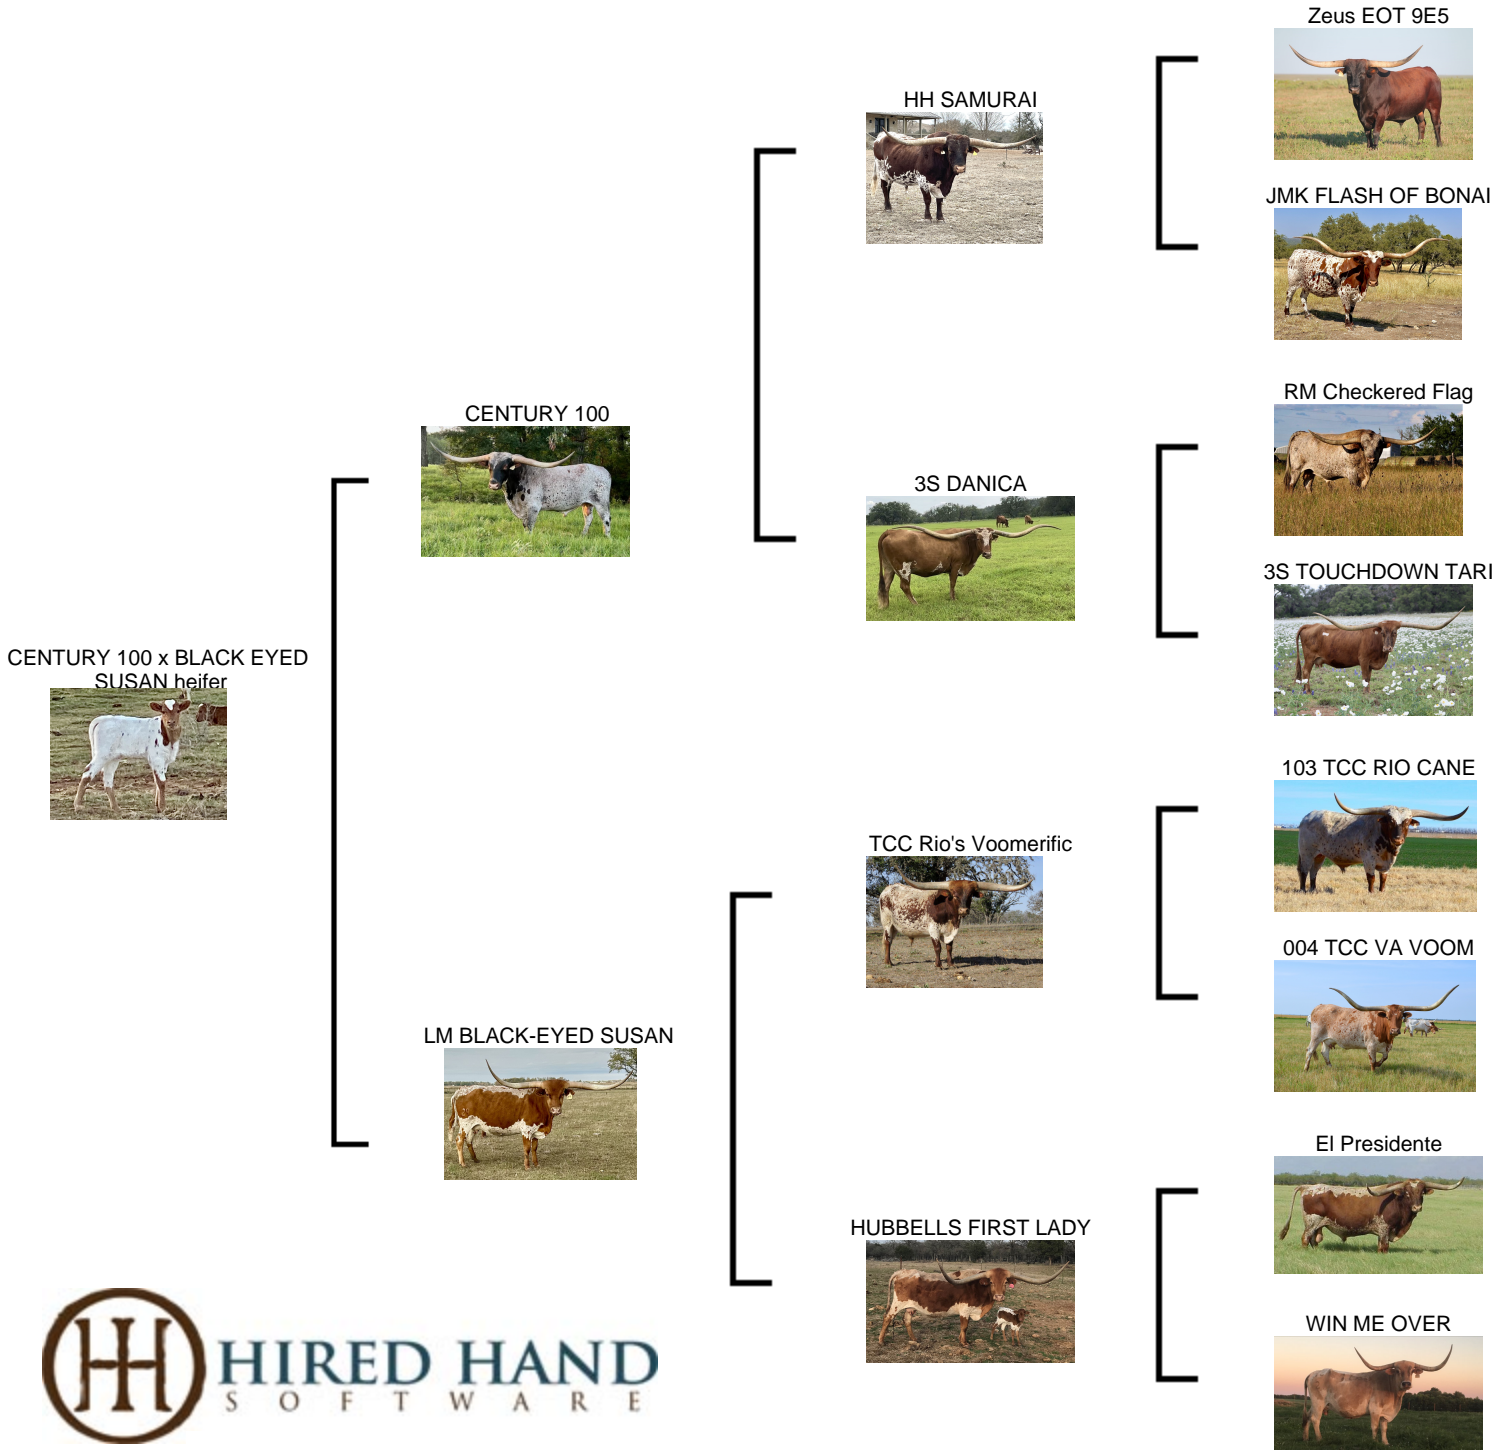 Zeus EOT 9E5
HH SAMURAI
JMK FLASH OF BONAI
RM Checkered Flag
CENTURY 100
3S DANICA
3S TOUCHDOWN TARI
CENTURY 100 x BLACK EYED
SUSAN heifer
103 TCC RIO CANE
TCC Rio's Voomerific
004 TCC VA VOOM
LM BLACK-EYED SUSAN
El Presidente
HUBBELLS FIRST LADY
WIN ME OVER
HIRED HAND
SOFTWARE